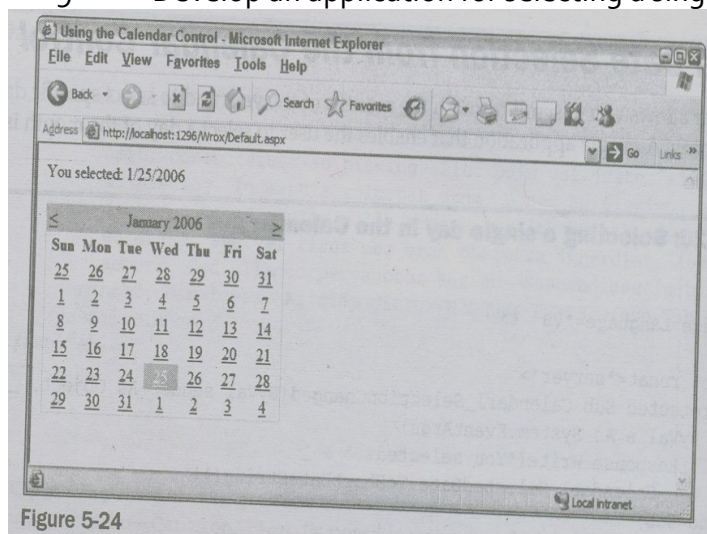 Develop an application for selecting a sing
Using the Calendar Control - Microsoft Internet Explorer
File Edit View Favorites Tools Help
Back Search Favorites
Address http://localhost:1296/Wrox/Default.aspx Go Links »
You selected: 1/25/2006
< January 2006 >
Sun Mon Tue Wed Thu Fri Sat
25 26 27 28 29 30 31
1 2 3 4 5 6 7
8 9 10 11 12 13 14
15 16 17 18 19 20 21
22 23 24 25 26 27 28
29 30 31 1 2 3 4
Local intranet
Figure 5-24